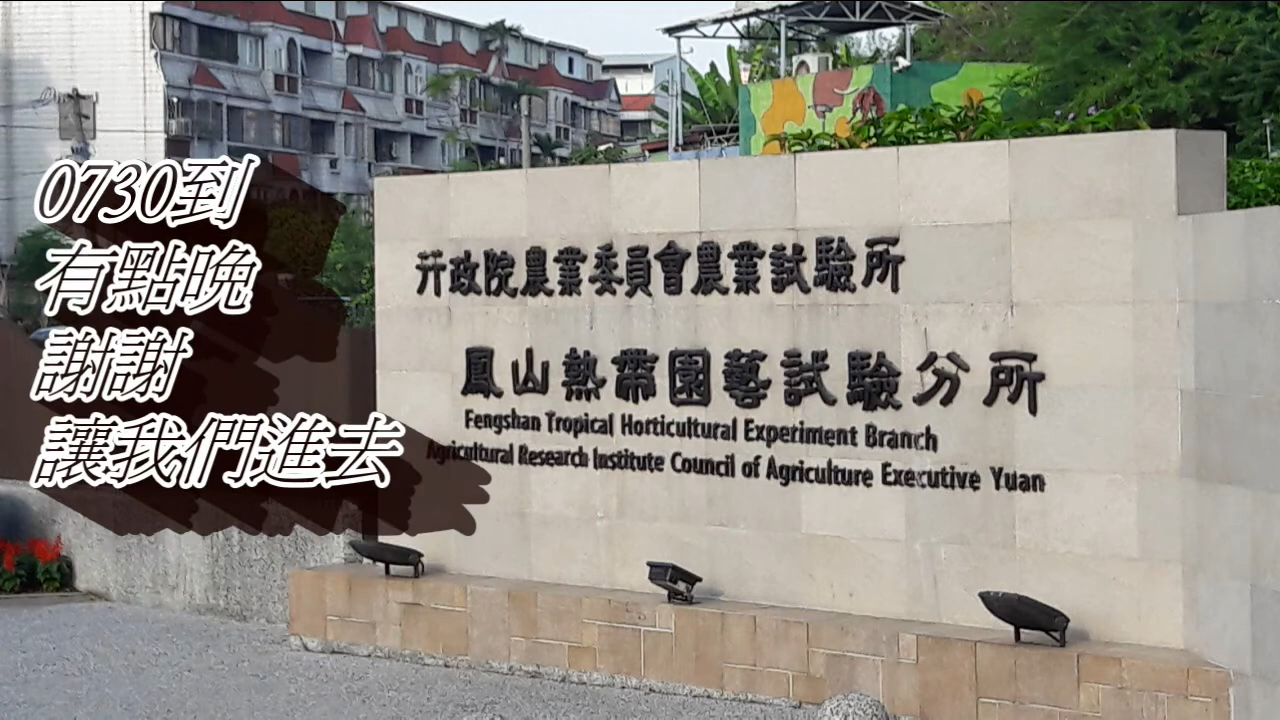 0730到
有點晚
謝謝
讓我們進去
行政院農業委員會農業試驗所
鳳山熱帶園藝試驗分所
Fengshan Tropical Horticultural Experiment Branch
Agricultural Research Institute Council of Agriculture Executive Yuan